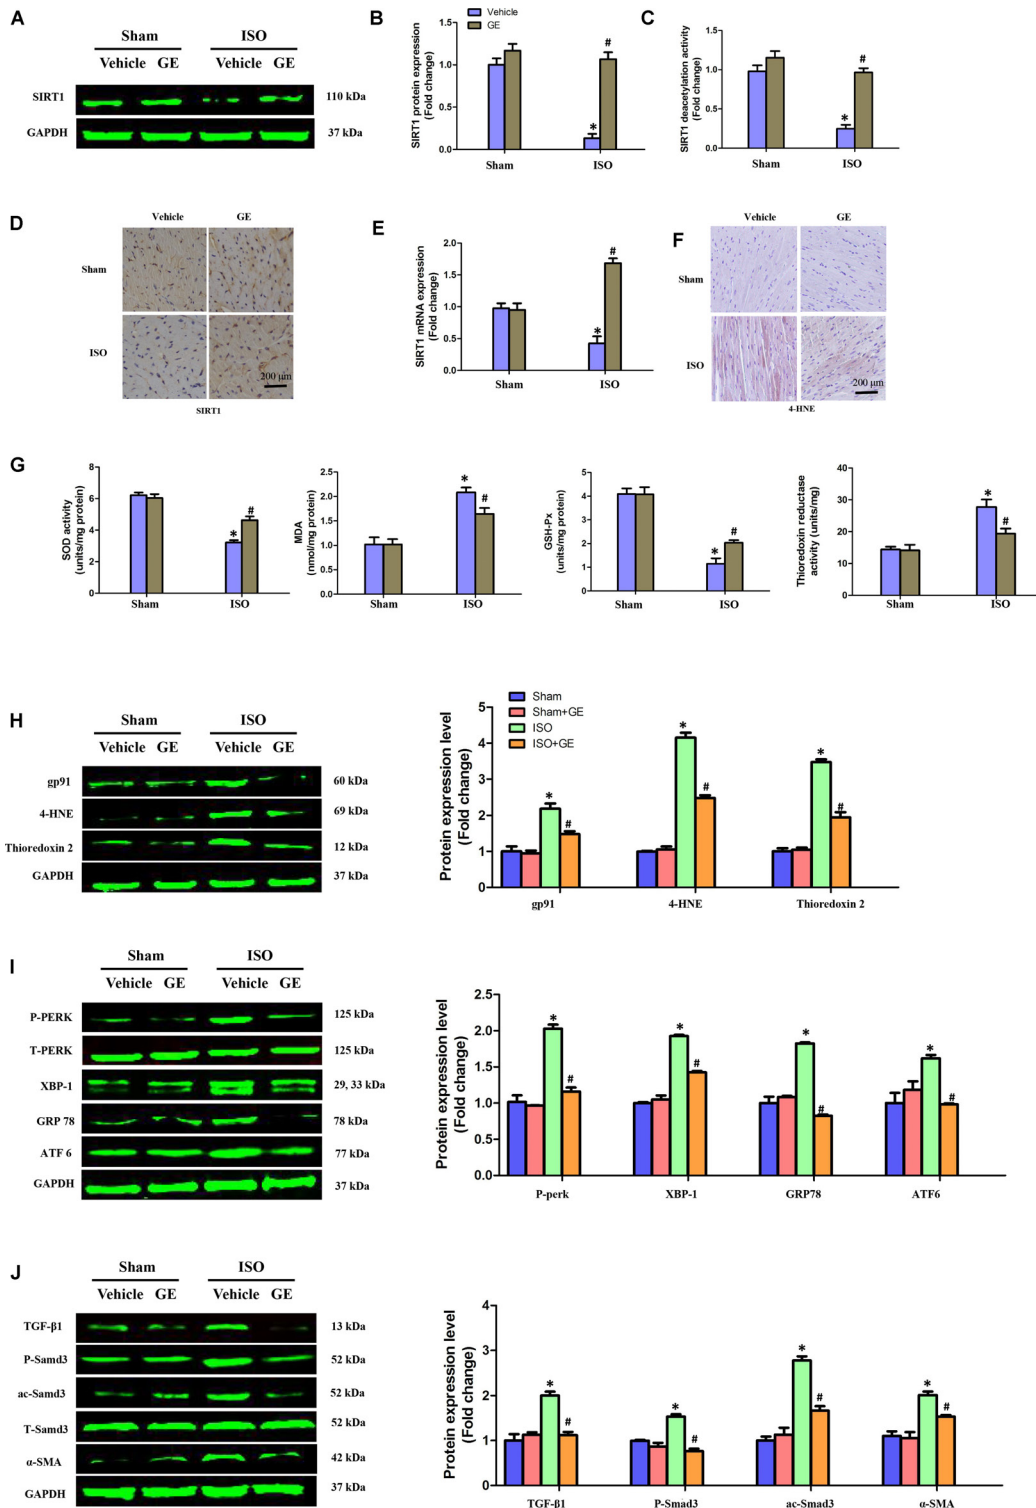 A
Sham ISO
Vehicle GE Vehicle GE
SIRT1 110 kDa
GAPDH 37 kDa
B
Vehicle
GE
SIRT1 protein expression
(Fold change)
1.5
1.0
0.5
0.0
* #
Sham ISO
C
SIRT1 deacetylation activity
(Fold change)
1.5
1.0
0.5
0.0
* #
Sham ISO
D
Vehicle GE
Sham
ISO
200 μm
SIRT1
E
SIRT1 mRNA expression
(Fold change)
2.0
1.5
1.0
0.5
0.0
* #
Sham ISO
F
Vehicle GE
Sham
ISO
200 μm
4-HNE
G
SOD activity
(units/mg protein)
8
6
4
2
0
* #
Sham ISO
MDA
(nmol/mg protein)
2.5
2.0
1.5
1.0
0.5
0.0
* #
Sham ISO
GSH-Px
(units/mg protein)
5
4
3
2
1
0
* #
Sham ISO
Thioredoxin reductase
activity (units/mg)
40
30
20
10
0
* #
Sham ISO
H
Sham ISO
Vehicle GE Vehicle GE
gp91 60 kDa
4-HNE 69 kDa
Thioredoxin 2 12 kDa
GAPDH 37 kDa
Sham
Sham+GE
ISO
ISO+GE
Protein expression level
(Fold change)
5
4
3
2
1
0
* # * # * #
gp91 4-HNE Thioredoxin 2
I
Sham ISO
Vehicle GE Vehicle GE
P-PERK 125 kDa
T-PERK 125 kDa
XBP-1 29, 33 kDa
GRP 78 78 kDa
ATF 6 77 kDa
GAPDH 37 kDa
Protein expression level
(Fold change)
2.5
2.0
1.5
1.0
0.5
0.0
* # * # * # * #
P-perk XBP-1 GRP78 ATF6
J
Sham ISO
Vehicle GE Vehicle GE
TGF-β1 13 kDa
P-Samd3 52 kDa
ac-Samd3 52 kDa
T-Samd3 52 kDa
α-SMA 42 kDa
GAPDH 37 kDa
Protein expression level
(Fold change)
4
3
2
1
0
* # * # * # * #
TGF-β1 P-Smad3 ac-Smad3 α-SMA